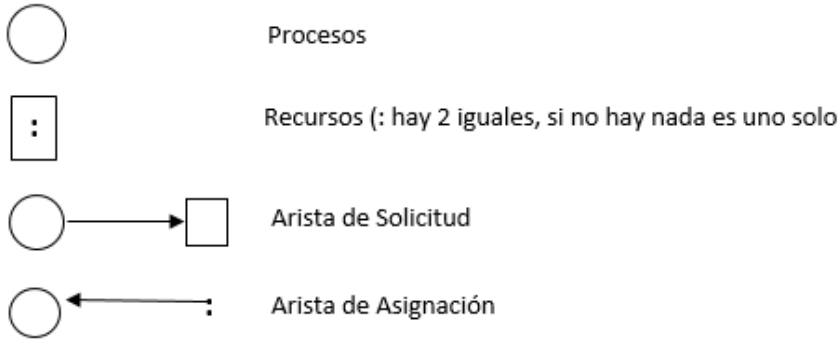 Procesos
:
Recursos (: hay 2 iguales, si no hay nada es uno solo
Arista de Solicitud
:
Arista de Asignación